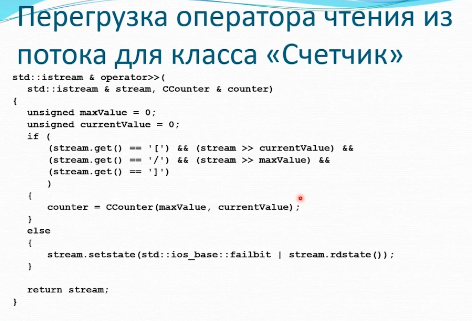 Перегрузка оператора чтения из
потока для класса «Счетчик»
std::istream & operator>>(
std::istream & stream, CCounter & counter)
{
unsigned maxValue = 0;
unsigned currentValue = 0;
if (
(stream.get() == '[') && (stream >> currentValue) &&
(stream.get() == '/') && (stream >> maxValue) &&
(stream.get() == ']')
)
{
counter = CCounter(maxValue, currentValue);
}
else
{
stream.setstate(std::ios_base::failbit | stream.rdstate());
}
return stream;
}